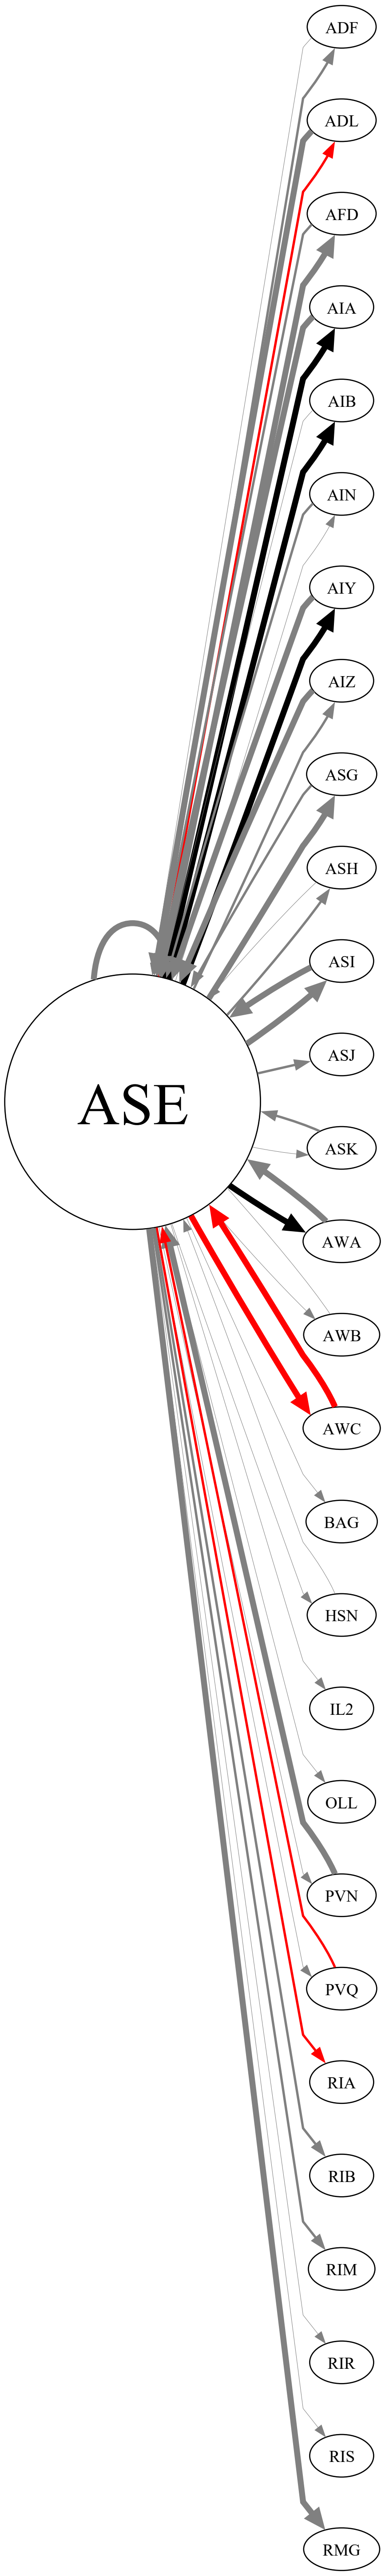 ADF
ADL
AFD
AIA
AIB
AIN
AIY
AIZ
ASG
ASH
ASI
ASJ
ASE
ASK
AWA
AWB
AWC
BAG
HSN
IL2
OLL
PVN
PVQ
RIA
RIB
RIM
RIR
RIS
RMG